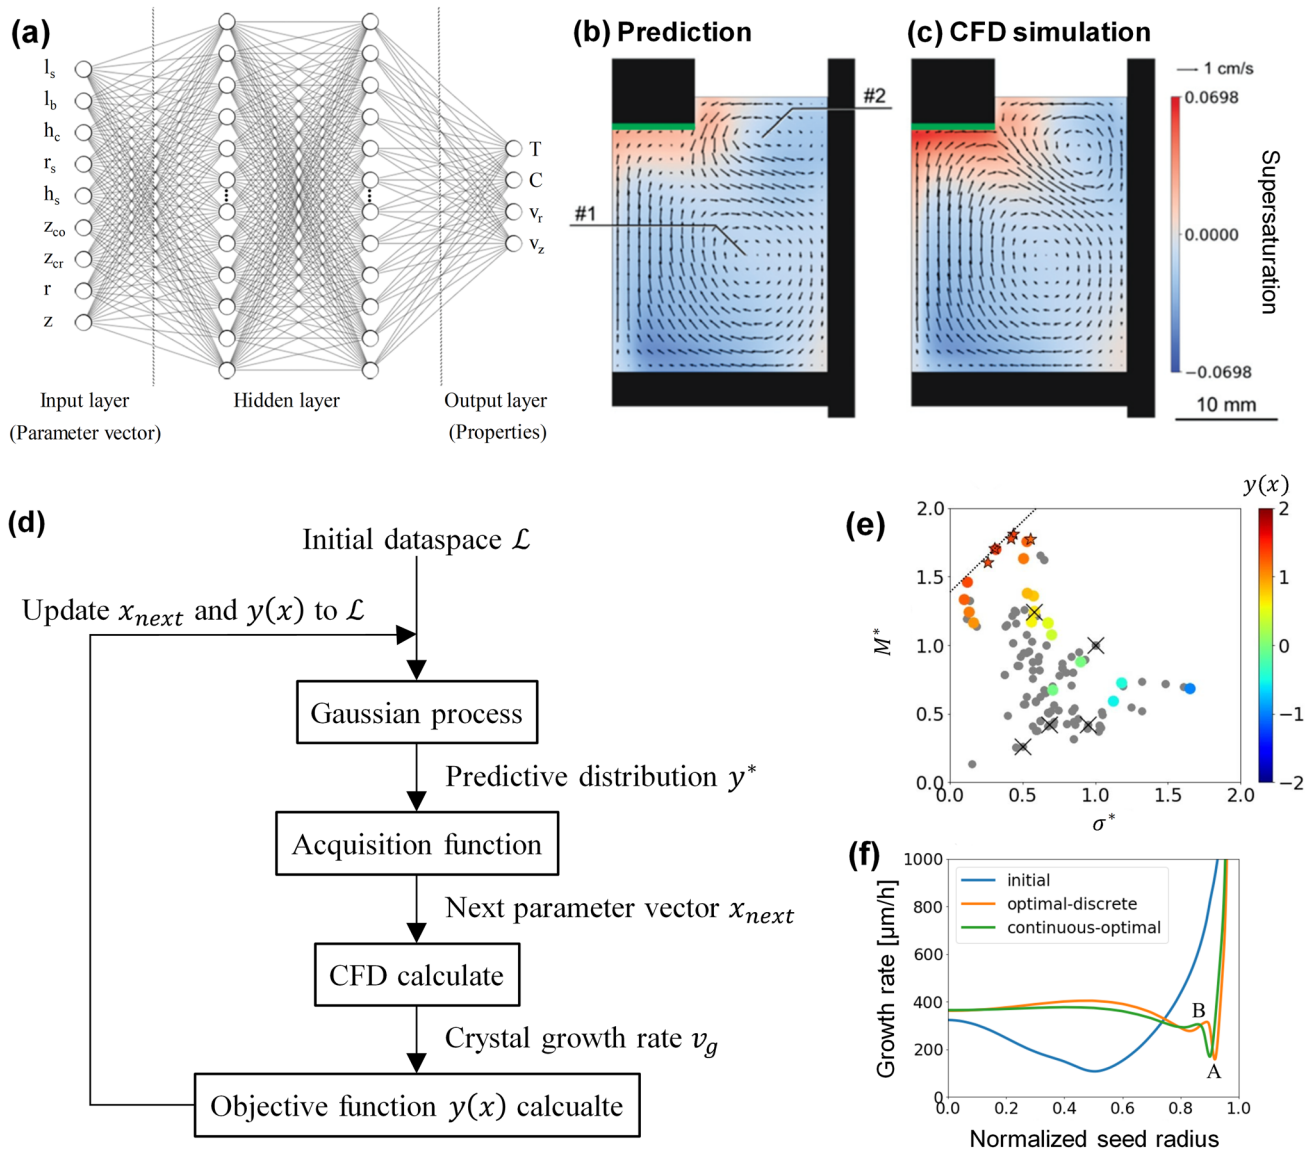 (a)
l_s
l_b
h_c
r_s
h_s
z_co
z_cr
r
z
T
C
v_r
v_z
Input layer
(Parameter vector)
Hidden layer
Output layer
(Properties)
(b) Prediction
#2
#1
(c) CFD simulation
1 cm/s
0.0698
0.0000
−0.0698
Supersaturation
10 mm
(d)
Initial dataspace ℒ
Update x_next and y(x) to ℒ
Gaussian process
Predictive distribution y*
Acquisition function
Next parameter vector x_next
CFD calculate
Crystal growth rate v_g
Objective function y(x) calcualte
(e)
y(x)
2.0
1.5
1.0
0.5
0.0
M*
0.0 0.5 1.0 1.5 2.0
σ*
2
1
0
−1
−2
(f)
1000
800
600
400
200
0
Growth rate [μm/h]
initial
optimal-discrete
continuous-optimal
B
A
0.0 0.2 0.4 0.6 0.8 1.0
Normalized seed radius